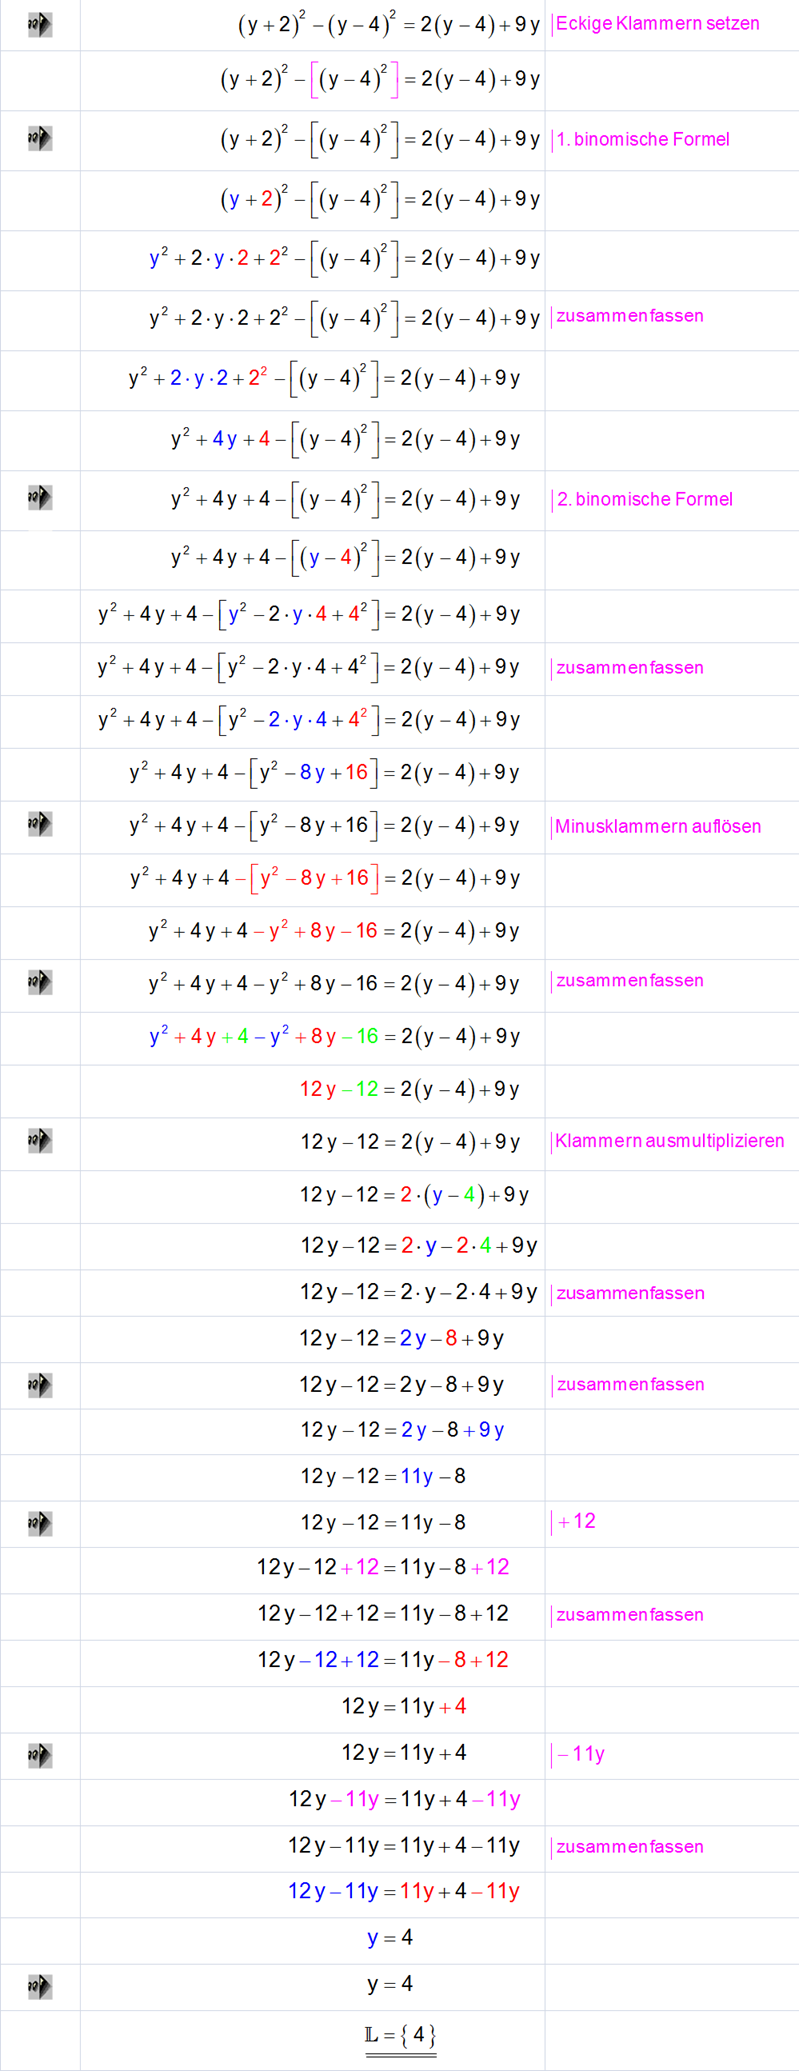 (y+2)² −(y−4)² = 2(y−4)+9y |Eckige Klammern setzen
(y+2)² −[(y−4)²] = 2(y−4)+9y
(y+2)² −[(y−4)²] = 2(y−4)+9y |1. binomische Formel
(y+2)² −[(y−4)²] = 2(y−4)+9y
y² +2·y·2+2² −[(y−4)²] = 2(y−4)+9y
y² +2·y·2+2² −[(y−4)²] = 2(y−4)+9y |zusammenfassen
y² +2·y·2+2² −[(y−4)²] = 2(y−4)+9y
y² +4y+4−[(y−4)²] = 2(y−4)+9y
y² +4y+4−[(y−4)²] = 2(y−4)+9y |2. binomische Formel
y² +4y+4−[(y−4)²] = 2(y−4)+9y
y² +4y+4−[y² −2·y·4+4²] = 2(y−4)+9y
y² +4y+4−[y² −2·y·4+4²] = 2(y−4)+9y |zusammenfassen
y² +4y+4−[y² −2·y·4+4²] = 2(y−4)+9y
y² +4y+4−[y² −8y+16] = 2(y−4)+9y
y² +4y+4−[y² −8y+16] = 2(y−4)+9y |Minusklammern auflösen
y² +4y+4−[y² −8y+16] = 2(y−4)+9y
y² +4y+4−y² +8y−16 = 2(y−4)+9y
y² +4y+4−y² +8y−16 = 2(y−4)+9y |zusammenfassen
y² +4y+4−y² +8y−16 = 2(y−4)+9y
12y−12 = 2(y−4)+9y
12y−12 = 2(y−4)+9y |Klammern ausmultiplizieren
12y−12 = 2·(y−4)+9y
12y−12 = 2·y−2·4+9y
12y−12 = 2·y−2·4+9y |zusammenfassen
12y−12 = 2y−8+9y
12y−12 = 2y−8+9y |zusammenfassen
12y−12 = 2y−8+9y
12y−12 = 11y−8
12y−12 = 11y−8 |+12
12y−12+12 = 11y−8+12
12y−12+12 = 11y−8+12 |zusammenfassen
12y−12+12 = 11y−8+12
12y = 11y+4
12y = 11y+4 |−11y
12y−11y = 11y+4−11y
12y−11y = 11y+4−11y |zusammenfassen
12y−11y = 11y+4−11y
y = 4
y = 4
𝕃 = { 4 }